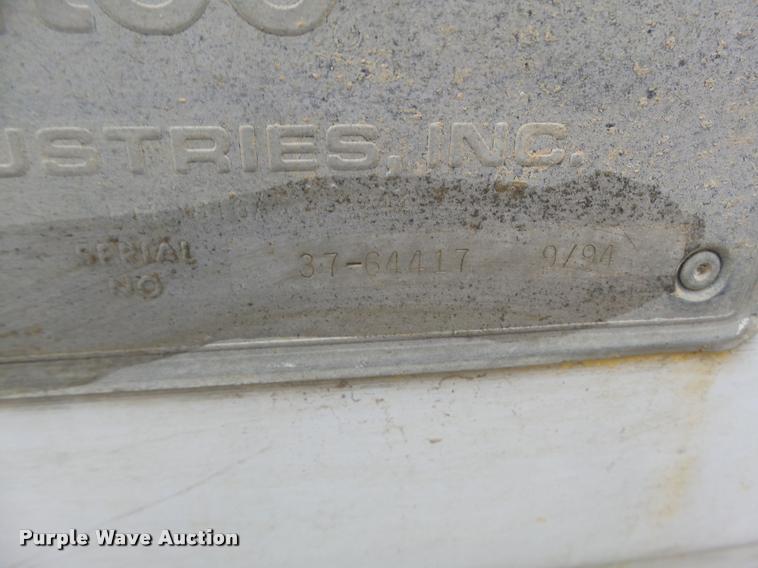 USTRIES, INC.
SERIAL 37-64417 9/94
NO
Purple Wave Auction